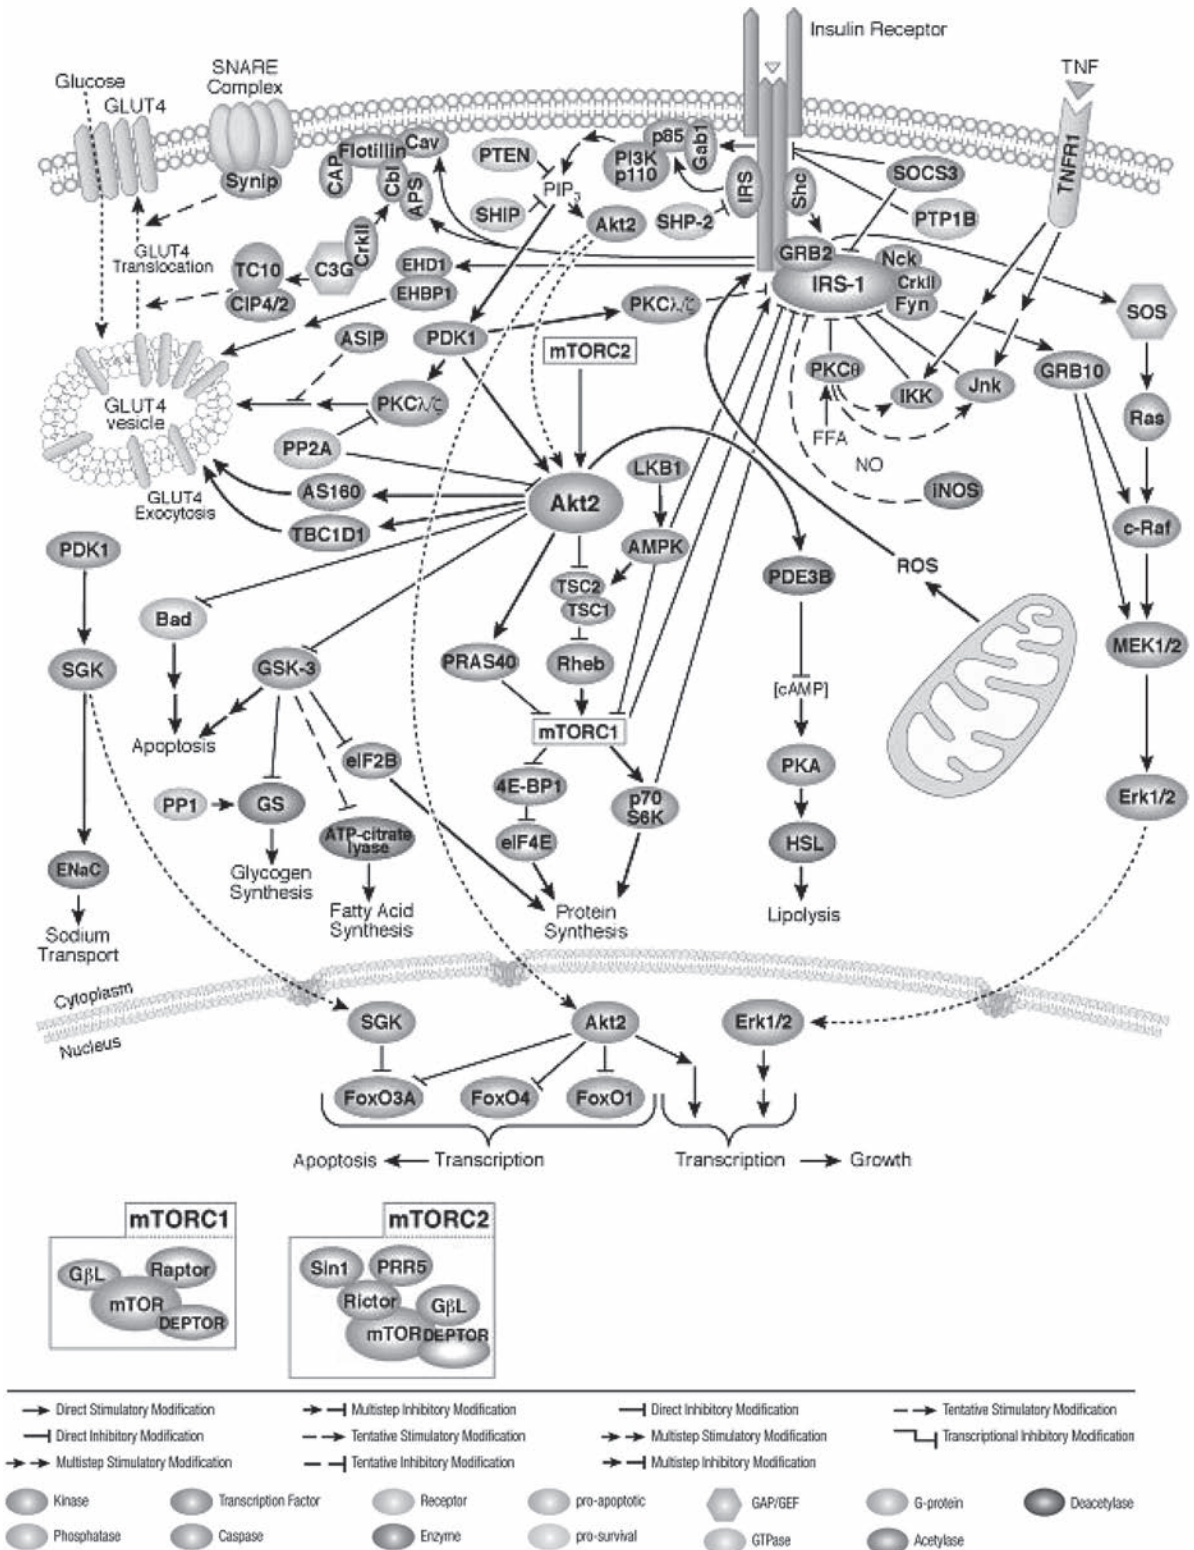 Insulin Receptor
Glucose
SNARE
Complex
TNF
GLUT4
TNFR1
p85
Gab1
PI3K
p110
PTEN
Flotillin
Cav
CAP
Cbl
APS
Synip
PIP3
IRS
Shc
SOCS3
SHIP
Akt2
SHP-2
PTP1B
GLUT4
Translocation
CrkII
C3G
TC10
CIP4/2
EHD1
EHBP1
GRB2
IRS-1
Nck
CrkII
Fyn
SOS
PKCλ/ζ
ASIP
PDK1
mTORC2
PKCθ
IKK
Jnk
GRB10
GLUT4
vesicle
PKCλ/ζ
Ras
FFA
PP2A
NO
LKB1
GLUT4
Exocytosis
AS160
Akt2
iNOS
TBC1D1
c-Raf
PDK1
AMPK
PDE3B
ROS
TSC2
TSC1
Bad
SGK
GSK-3
PRAS40
Rheb
MEK1/2
[cAMP]
Apoptosis
mTORC1
eIF2B
PKA
4E-BP1
p70
S6K
PP1
GS
Erk1/2
ATP-citrate
lyase
eIF4E
HSL
ENaC
Glycogen
Synthesis
Fatty Acid
Synthesis
Protein
Synthesis
Lipolysis
Sodium
Transport
Cytoplasm
Nucleus
SGK
Akt2
Erk1/2
FoxO3A
FoxO4
FoxO1
Apoptosis
Transcription
Transcription
Growth
mTORC1
GβL
Raptor
mTOR
DEPTOR
mTORC2
Sin1
PRR5
Rictor
GβL
mTOR
DEPTOR
Direct Stimulatory Modification
Multistep Inhibitory Modification
Direct Inhibitory Modification
Tentative Stimulatory Modification
Direct Inhibitory Modification
Tentative Stimulatory Modification
Multistep Stimulatory Modification
Transcriptional Inhibitory Modification
Multistep Stimulatory Modification
Tentative Inhibitory Modification
Multistep Inhibitory Modification
Kinase
Transcription Factor
Receptor
pro-apoptotic
GAP/GEF
G-protein
Deacetylase
Phosphatase
Caspase
Enzyme
pro-survival
GTPase
Acetylase